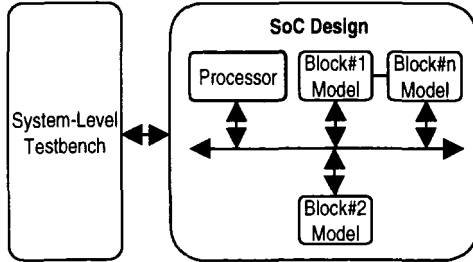 SoC Design
System-Level
Testbench
Processor
Block#1
Model
Block#n
Model
Block#2
Model